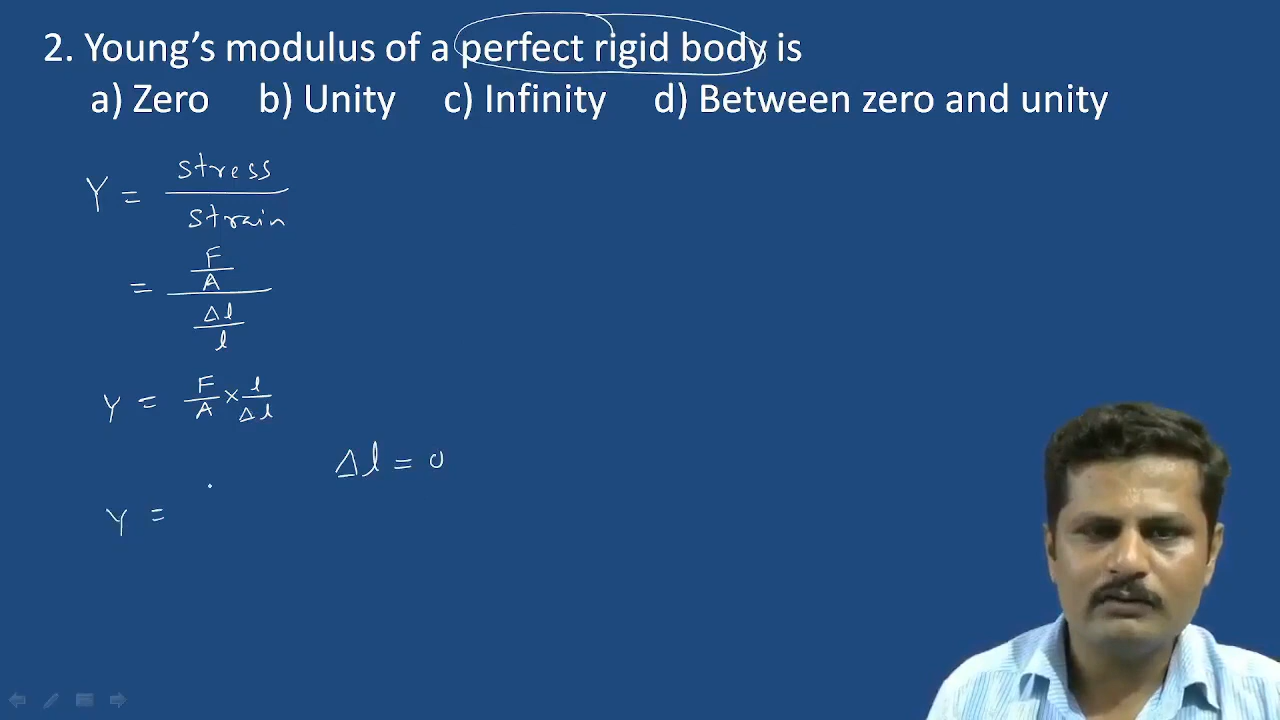 2. Young's modulus of a perfect rigid body is
a) Zero b) Unity c) Infinity d) Between zero and unity
Y = stress / strain
= F/A / Δl/l
Y = F/A × l/Δl
Δl = 0
Y =